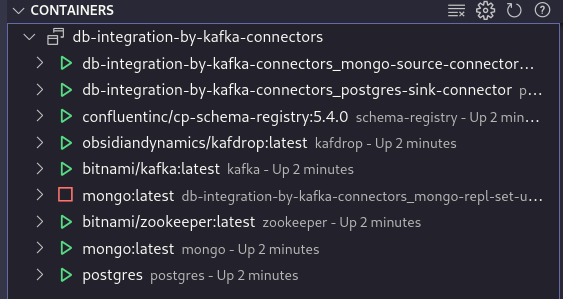 CONTAINERS
db-integration-by-kafka-connectors
db-integration-by-kafka-connectors_mongo-source-connector...
db-integration-by-kafka-connectors_postgres-sink-connector p...
confluentinc/cp-schema-registry:5.4.0 schema-registry - Up 2 min...
obsidiandynamics/kafdrop:latest kafdrop - Up 2 minutes
bitnami/kafka:latest kafka - Up 2 minutes
mongo:latest db-integration-by-kafka-connectors_mongo-repl-set-u...
bitnami/zookeeper:latest zookeeper - Up 2 minutes
mongo:latest mongo - Up 2 minutes
postgres postgres - Up 2 minutes